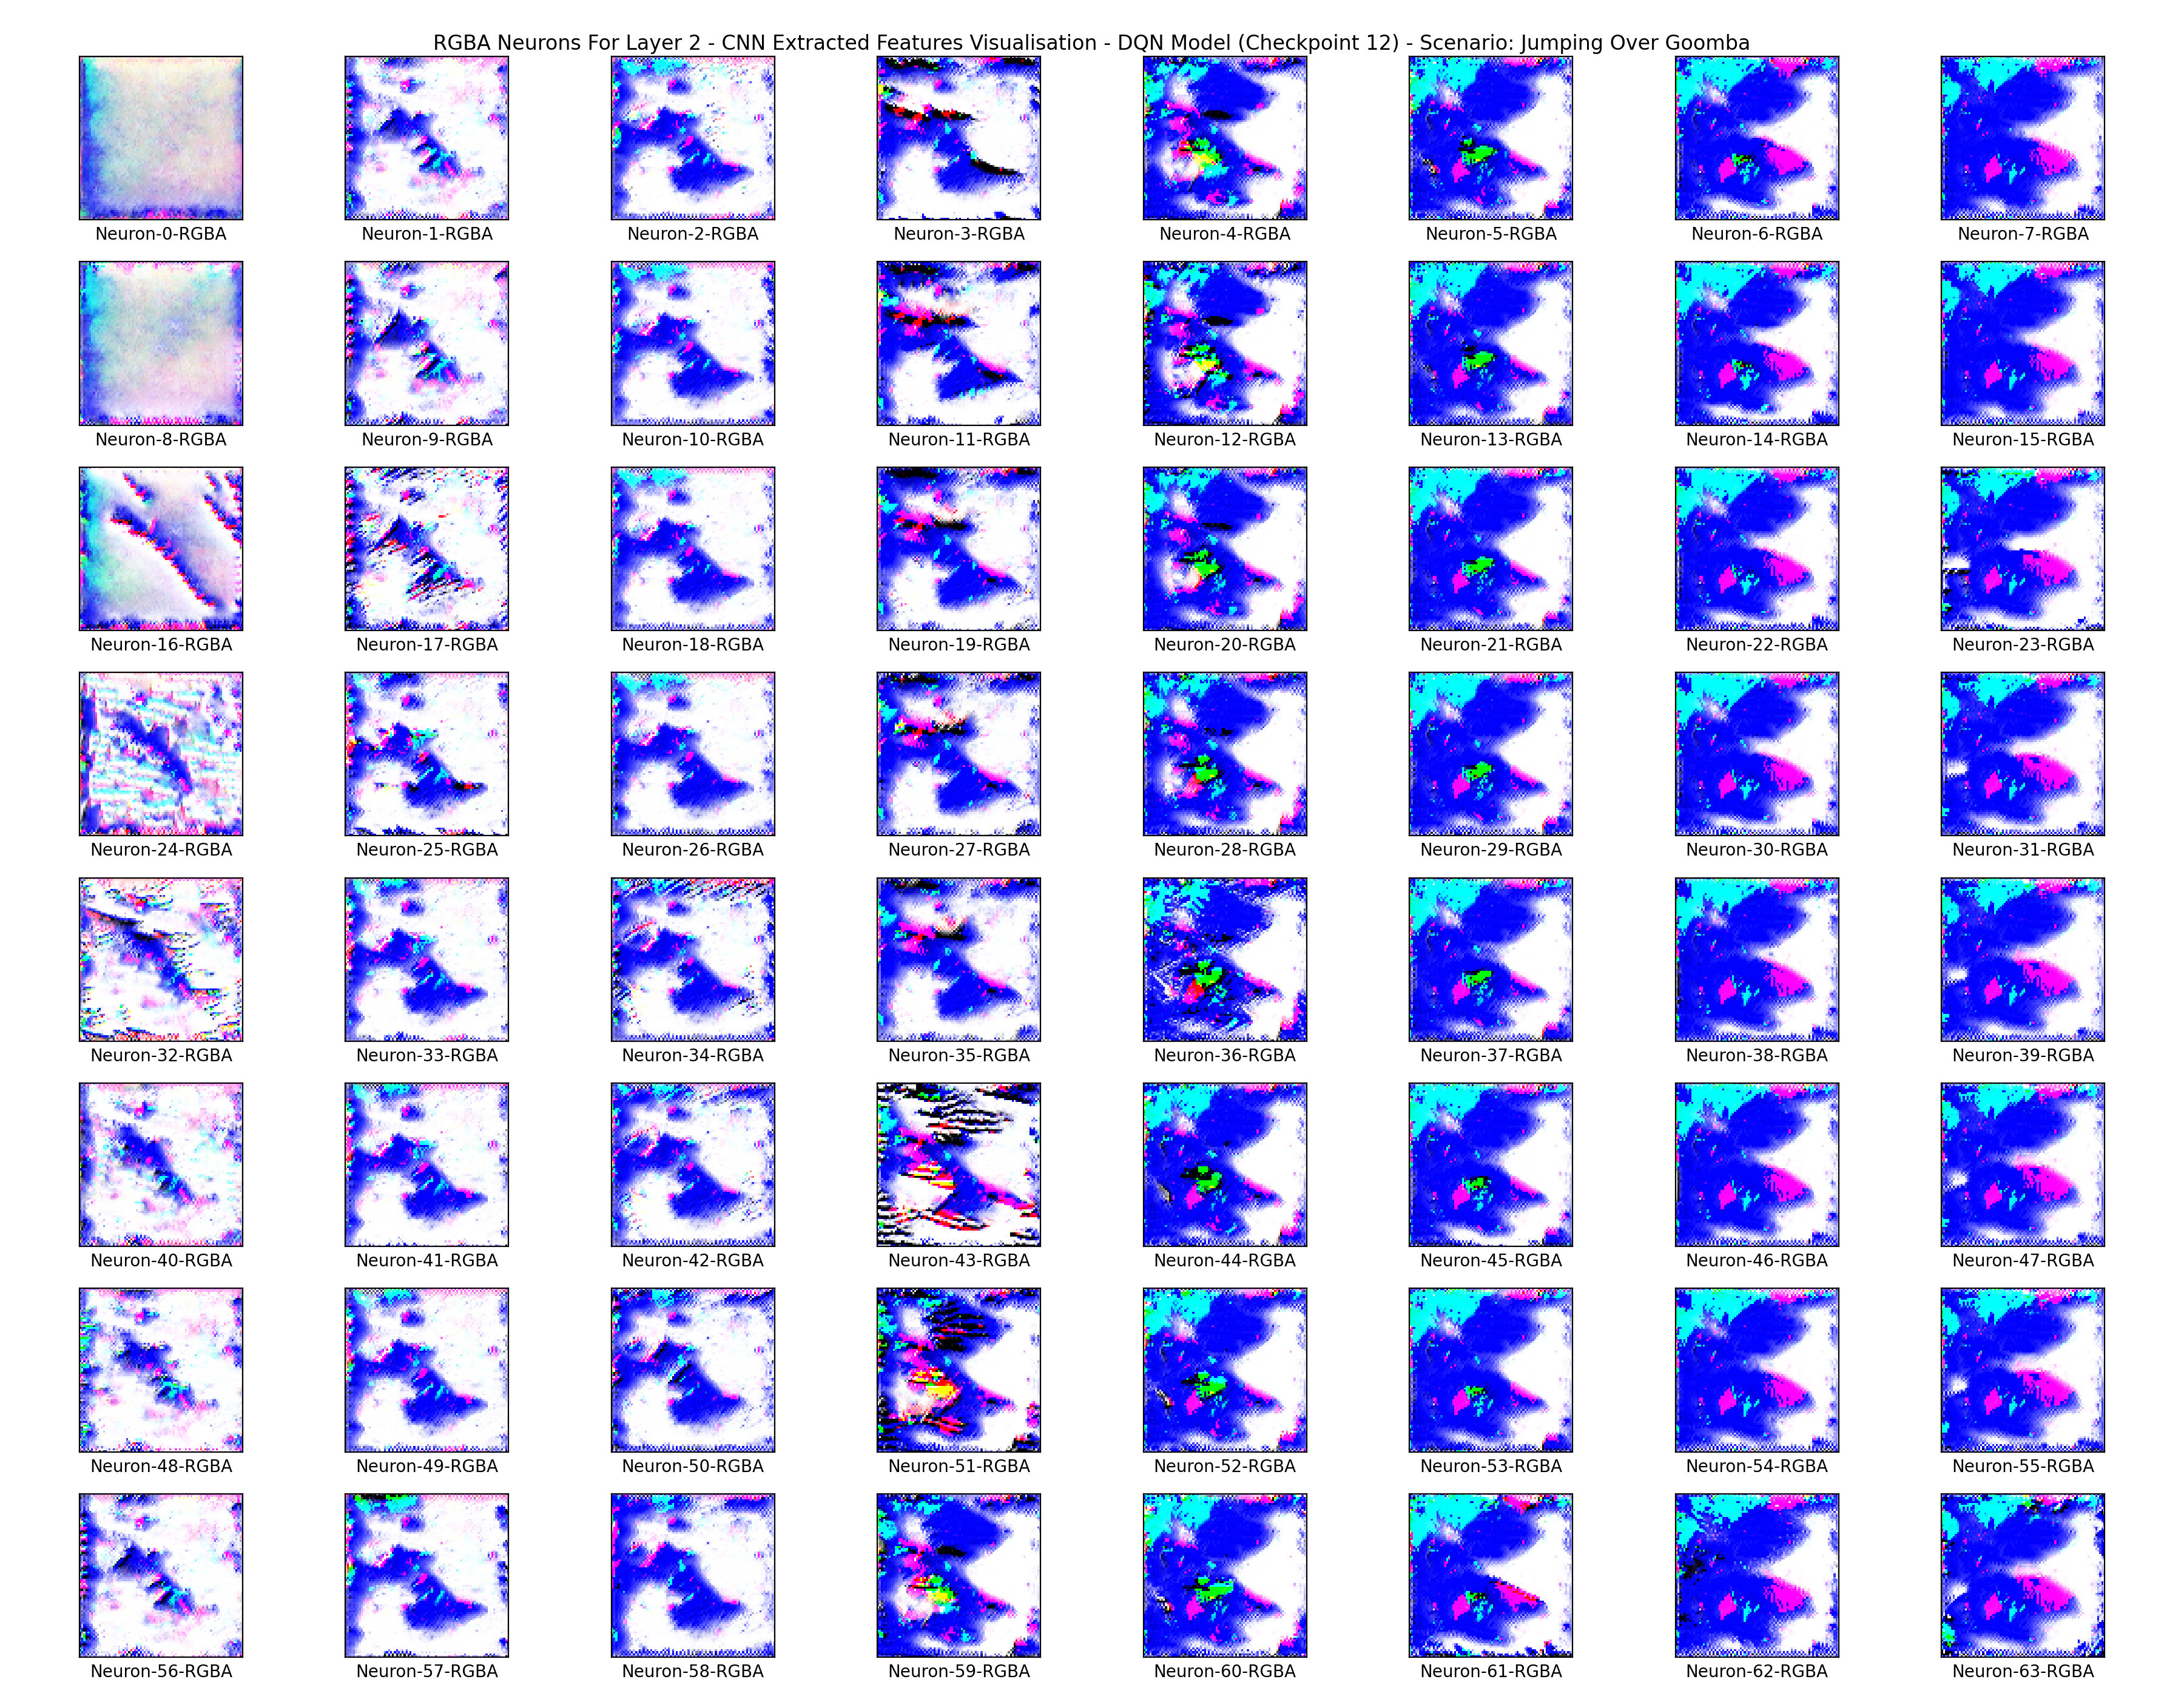 RGBA Neurons For Layer 2 - CNN Extracted Features Visualisation - DQN Model (Checkpoint 12) - Scenario: Jumping Over Goomba
Neuron-0-RGBA Neuron-1-RGBA Neuron-2-RGBA Neuron-3-RGBA Neuron-4-RGBA Neuron-5-RGBA Neuron-6-RGBA Neuron-7-RGBA
Neuron-8-RGBA Neuron-9-RGBA Neuron-10-RGBA Neuron-11-RGBA Neuron-12-RGBA Neuron-13-RGBA Neuron-14-RGBA Neuron-15-RGBA
Neuron-16-RGBA Neuron-17-RGBA Neuron-18-RGBA Neuron-19-RGBA Neuron-20-RGBA Neuron-21-RGBA Neuron-22-RGBA Neuron-23-RGBA
Neuron-24-RGBA Neuron-25-RGBA Neuron-26-RGBA Neuron-27-RGBA Neuron-28-RGBA Neuron-29-RGBA Neuron-30-RGBA Neuron-31-RGBA
Neuron-32-RGBA Neuron-33-RGBA Neuron-34-RGBA Neuron-35-RGBA Neuron-36-RGBA Neuron-37-RGBA Neuron-38-RGBA Neuron-39-RGBA
Neuron-40-RGBA Neuron-41-RGBA Neuron-42-RGBA Neuron-43-RGBA Neuron-44-RGBA Neuron-45-RGBA Neuron-46-RGBA Neuron-47-RGBA
Neuron-48-RGBA Neuron-49-RGBA Neuron-50-RGBA Neuron-51-RGBA Neuron-52-RGBA Neuron-53-RGBA Neuron-54-RGBA Neuron-55-RGBA
Neuron-56-RGBA Neuron-57-RGBA Neuron-58-RGBA Neuron-59-RGBA Neuron-60-RGBA Neuron-61-RGBA Neuron-62-RGBA Neuron-63-RGBA